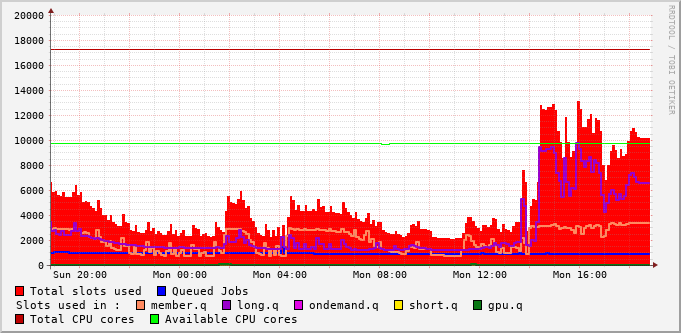 20000
18000
16000
14000
12000
10000
8000
6000
4000
2000
0
Sun 20:00 Mon 00:00 Mon 04:00 Mon 08:00 Mon 12:00 Mon 16:00
RRDTOOL / TOBI OETIKER
Total slots used Queued Jobs
Slots used in : member.q long.q ondemand.q short.q gpu.q
Total CPU cores Available CPU cores